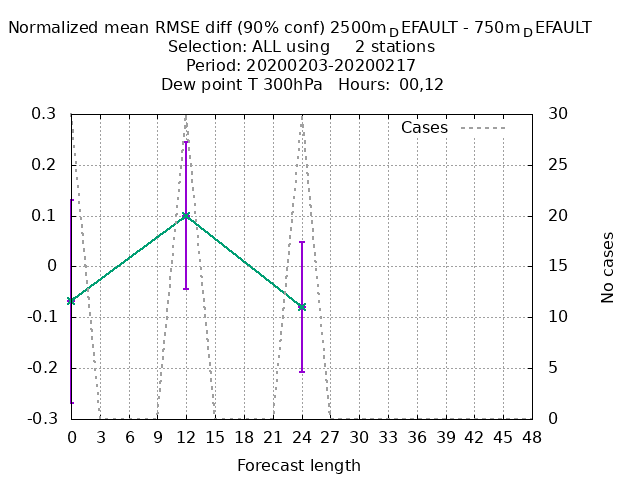 Normalized mean RMSE diff (90% conf) 2500mDEFAULT - 750mDEFAULT
Selection: ALL using 2 stations
Period: 20200203-20200217
Dew point T 300hPa Hours: 00,12
Cases
0.3
0.2
0.1
0
-0.1
-0.2
-0.3
30
25
20
15
10
5
0
No cases
0 3 6 9 12 15 18 21 24 27 30 33 36 39 42 45 48
Forecast length